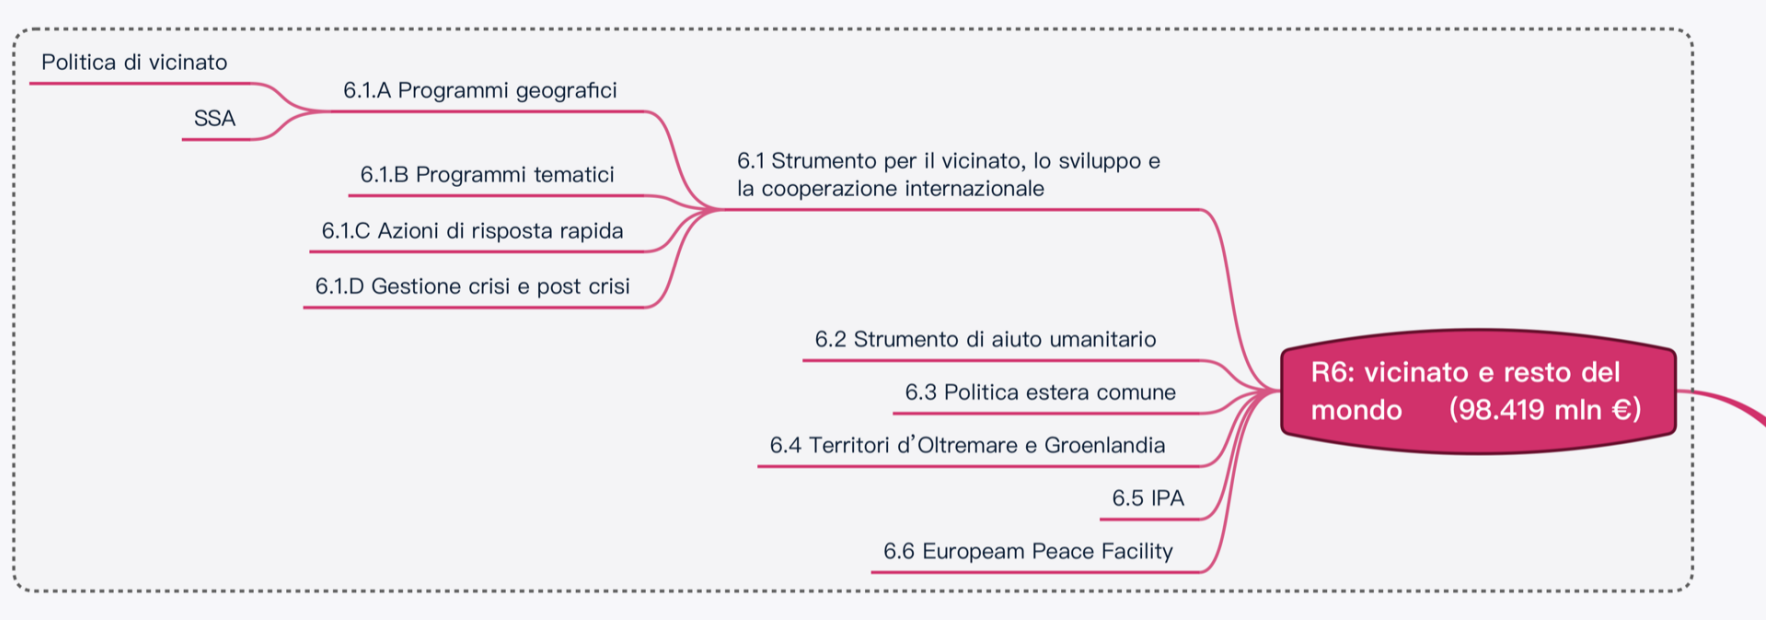 Politica di vicinato
SSA
6.1.A Programmi geografici
6.1.B Programmi tematici
6.1.C Azioni di risposta rapida
6.1.D Gestione crisi e post crisi
6.1 Strumento per il vicinato, lo sviluppo e
la cooperazione internazionale
6.2 Strumento di aiuto umanitario
6.3 Politica estera comune
6.4 Territori d’Oltremare e Groenlandia
6.5 IPA
6.6 Europeam Peace Facility
R6: vicinato e resto del
mondo (98.419 mln €)